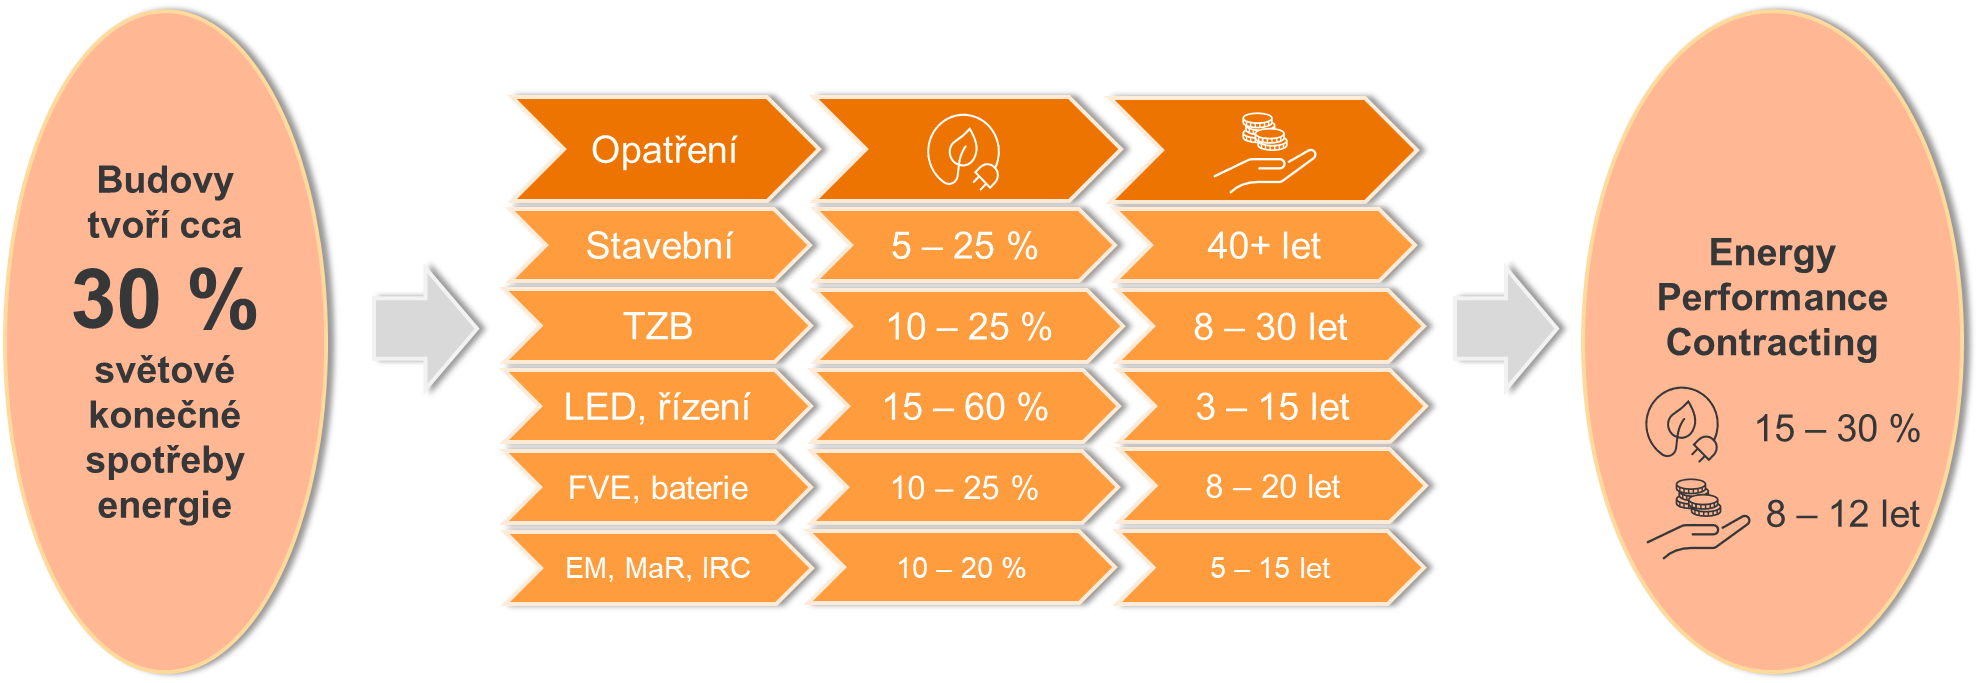 Budovy
tvoří cca
30 %
světové
konečné
spotřeby
energie
Opatření
Stavební
5 – 25 %
40+ let
TZB
10 – 25 %
8 – 30 let
LED, řízení
15 – 60 %
3 – 15 let
FVE, baterie
10 – 25 %
8 – 20 let
EM, MaR, IRC
10 – 20 %
5 – 15 let
Energy
Performance
Contracting
15 – 30 %
8 – 12 let